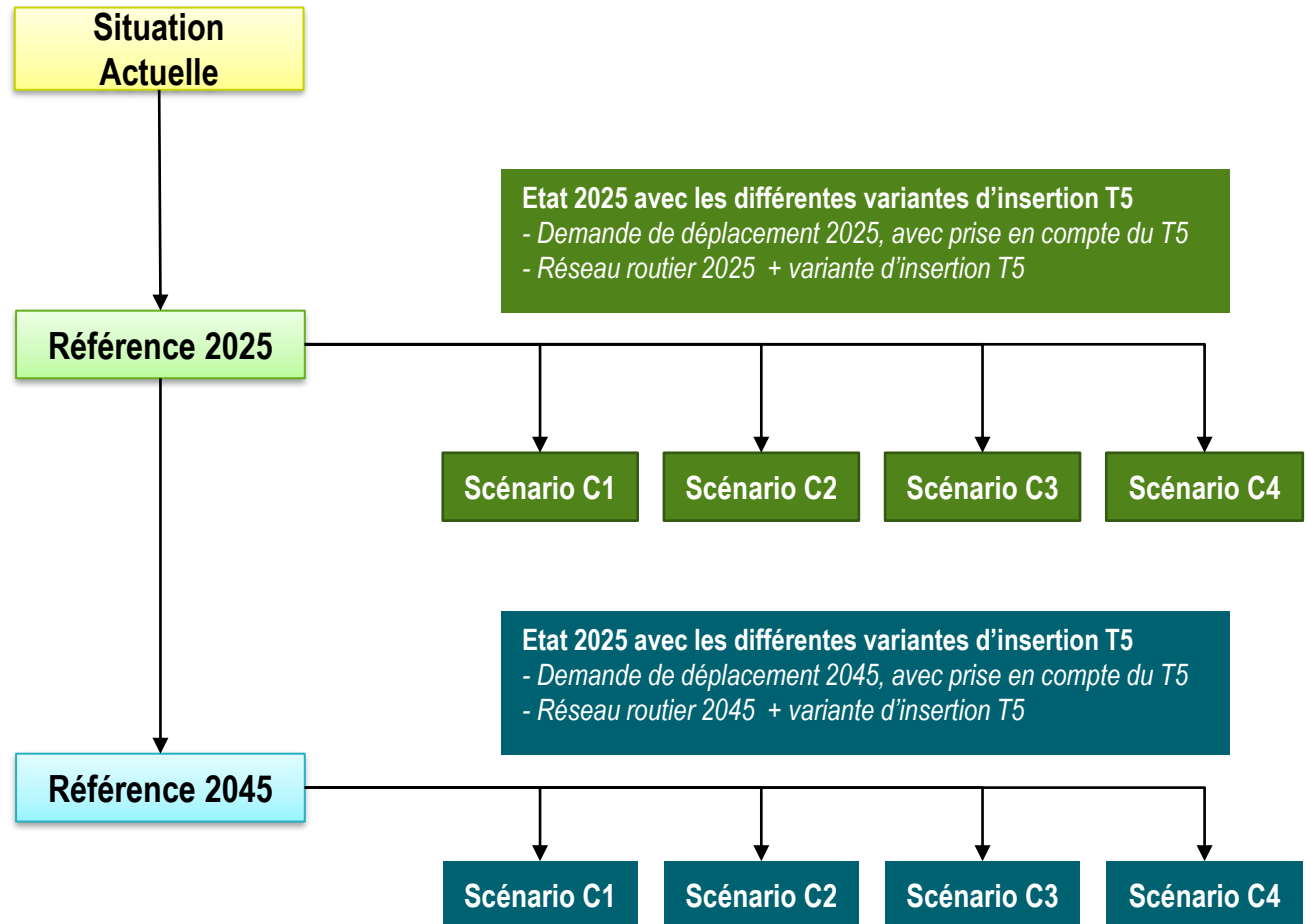 Situation
Actuelle
Etat 2025 avec les différentes variantes d’insertion T5
- Demande de déplacement 2025, avec prise en compte du T5
- Réseau routier 2025  + variante d’insertion T5
Référence 2025
Scénario C1
Scénario C2
Scénario C3
Scénario C4
Etat 2025 avec les différentes variantes d’insertion T5
- Demande de déplacement 2045, avec prise en compte du T5
- Réseau routier 2045  + variante d’insertion T5
Référence 2045
Scénario C1
Scénario C2
Scénario C3
Scénario C4